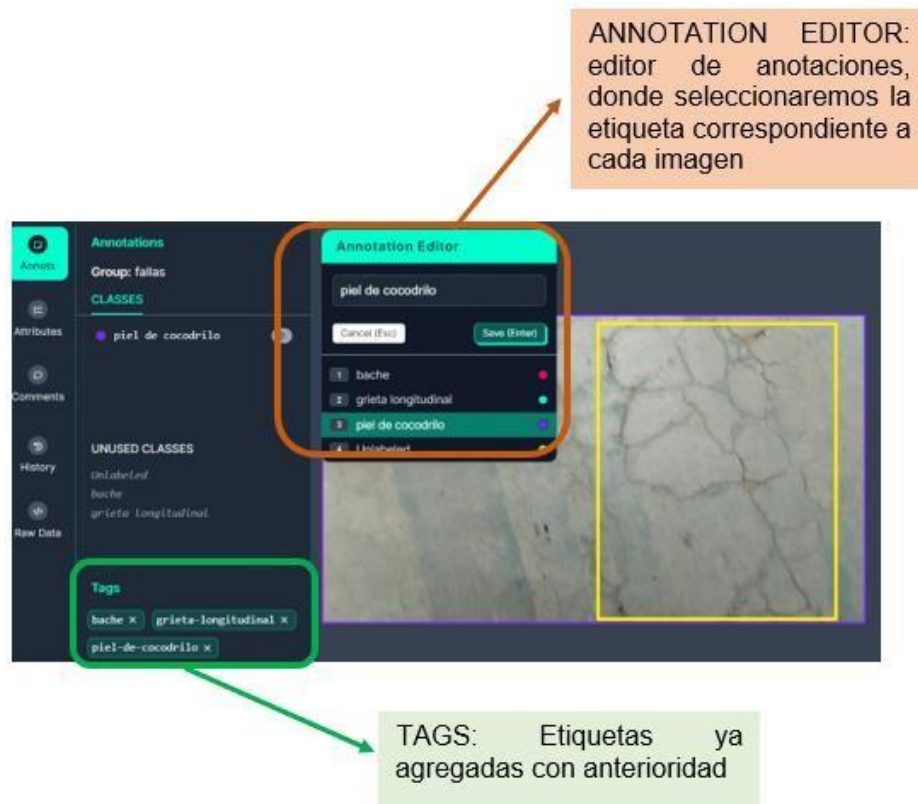 ANNOTATION EDITOR:
editor de anotaciones,
donde seleccionaremos la
etiqueta correspondiente a
cada imagen
Annots
Attributes
Comments
History
Raw Data
Annotations
Group: fallas
CLASSES
piel de cocodrilo
UNUSED CLASSES
Unlabeled
bache
grieta longitudinal
Tags
bache × grieta-longitudinal ×
piel-de-cocodrilo ×
Annotation Editor
piel de cocodrilo
Cancel (Esc) Save (Enter)
1 bache
2 grieta longitudinal
3 piel de cocodrilo
4 Unlabeled
TAGS: Etiquetas ya
agregadas con anterioridad